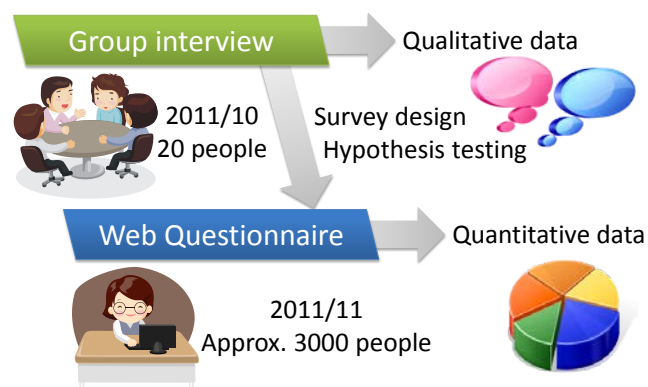 Group interview
Qualitative data
2011/10
20 people
Survey design
Hypothesis testing
Web Questionnaire
Quantitative data
2011/11
Approx. 3000 people